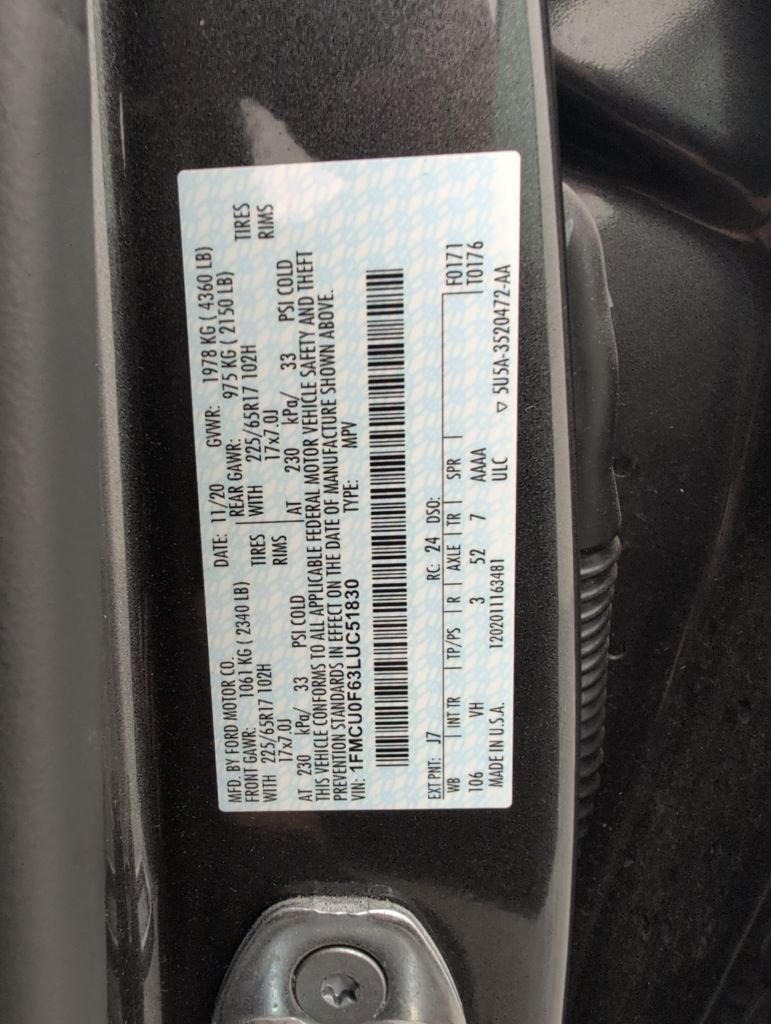 MFD. BY FORD MOTOR CO.
DATE: 11/20 GVWR: 1978 KG ( 4360 LB)
FRONT GAWR: 1061 KG ( 2340 LB) REAR GAWR: 975 KG ( 2150 LB)
WITH 225/65R17 102H TIRES WITH 225/65R17 102H TIRES
17x7.0J RIMS 17x7.0J RIMS
AT 230 kPa/ 33 PSI COLD AT 230 kPa/ 33 PSI COLD
THIS VEHICLE CONFORMS TO ALL APPLICABLE FEDERAL MOTOR VEHICLE SAFETY AND THEFT
PREVENTION STANDARDS IN EFFECT ON THE DATE OF MANUFACTURE SHOWN ABOVE.
VIN: 1FMCU0F63LUC51830 TYPE: MPV
EXT PNT: J7 RC: 24 DSO: F0171
WB INT TR TP/PS R AXLE TR SPR T0176
106 VH 3 52 7 AAAA
MADE IN U.S.A. 1202011163481 ULC ▽ 5U5A-3520472-AA